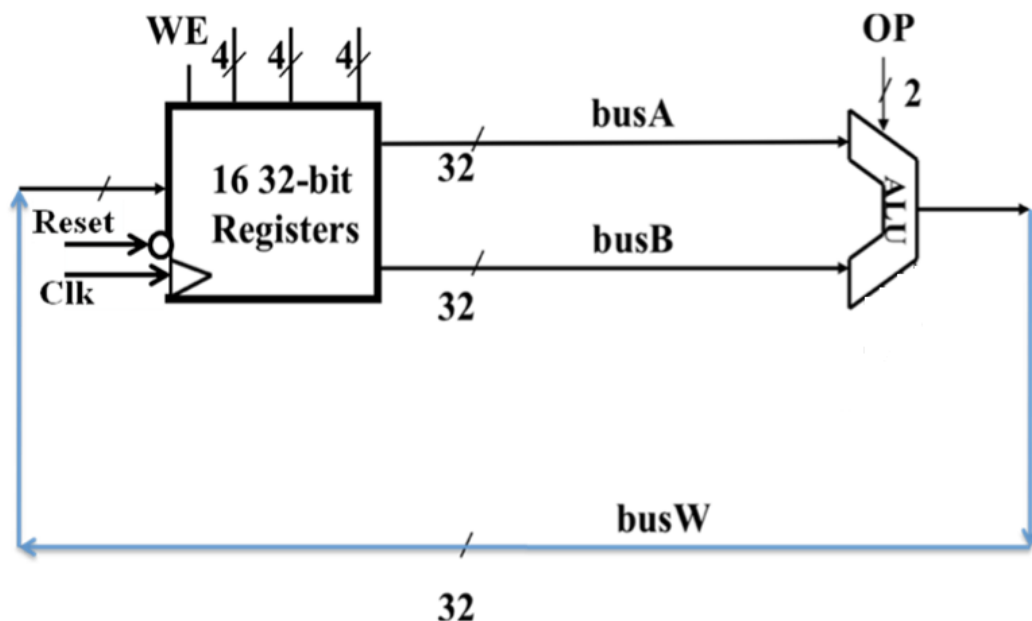 WE
4 4 4
OP
2
busA
32
16 32-bit
Registers
ALU
Reset
busB
Clk
32
busW
32